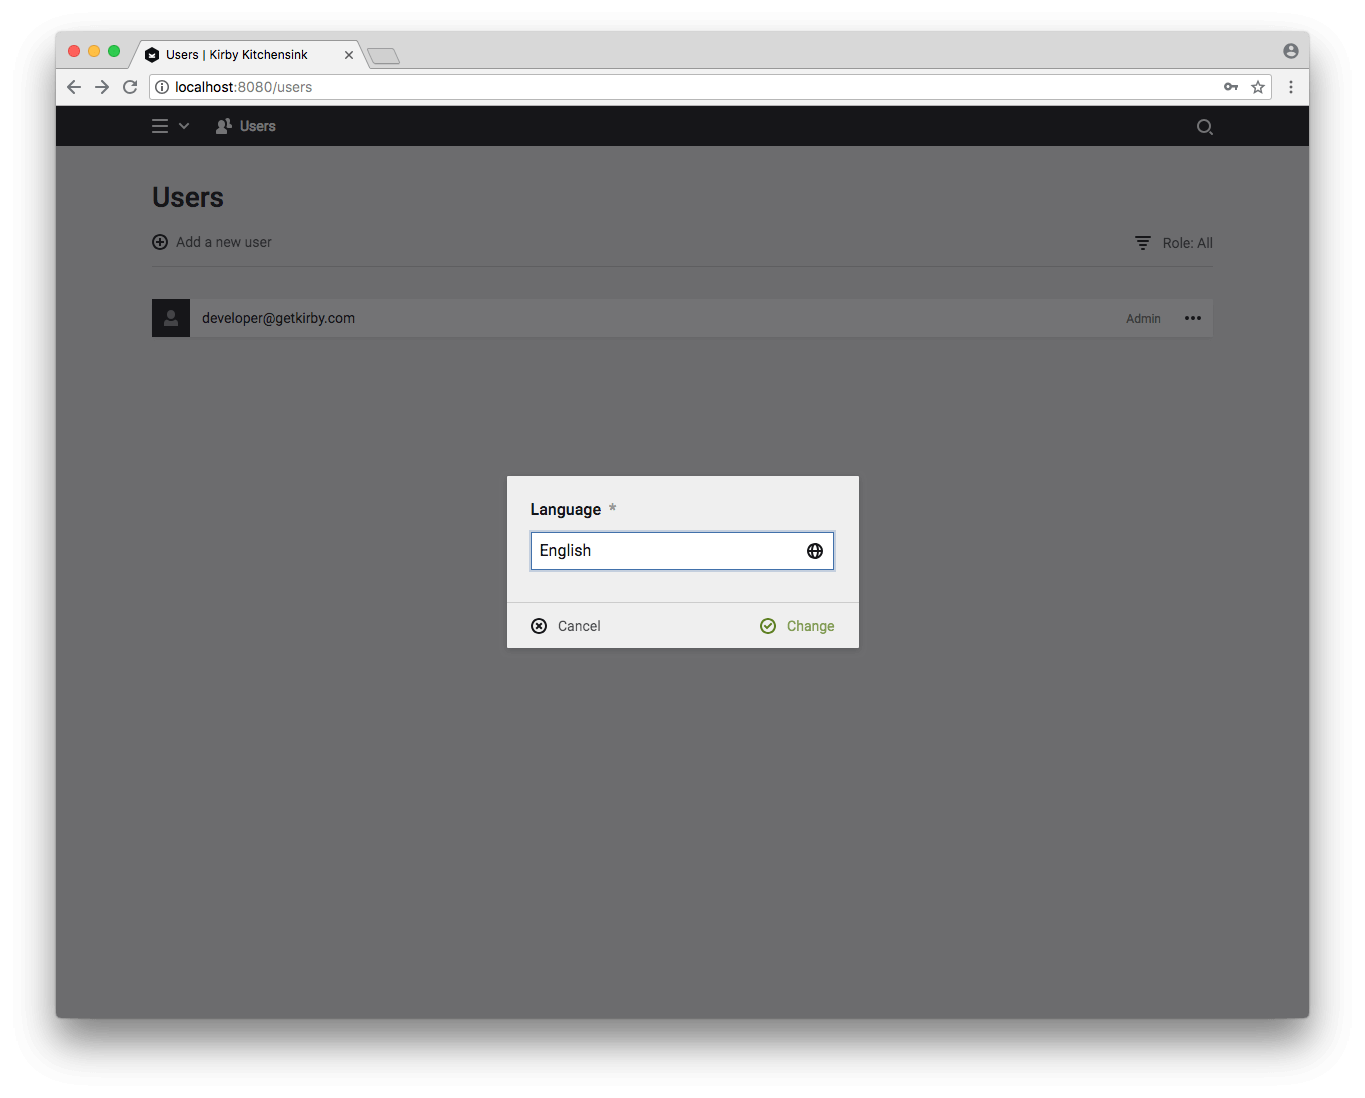 Users | Kirby Kitchensink
localhost:8080/users
Users
Users
Add a new user
Role: All
developer@getkirby.com
Admin
Language *
English
Cancel
Change